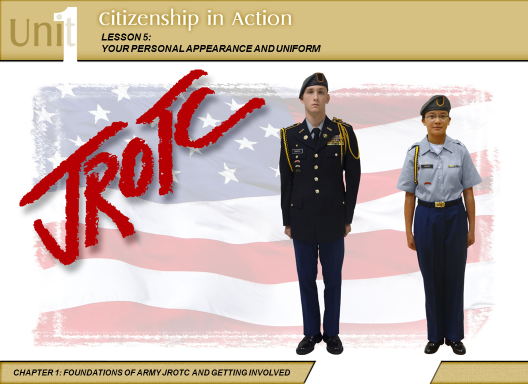 Unit 1
Citizenship in Action
LESSON 5:
YOUR PERSONAL APPEARANCE AND UNIFORM
JROTC
CHAPTER 1: FOUNDATIONS OF ARMY JROTC AND GETTING INVOLVED